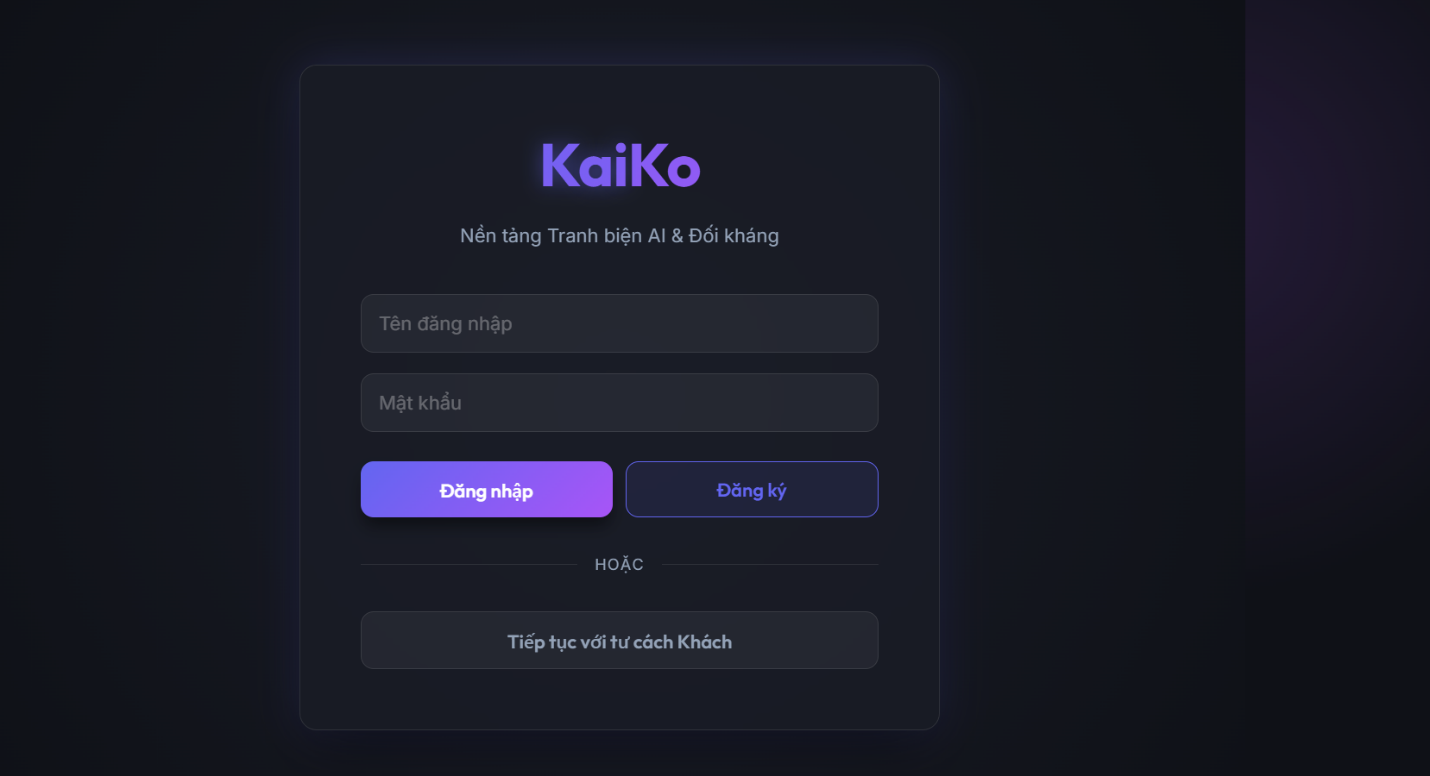 KaiKo
Nền tảng Tranh biện AI & Đối kháng
Tên đăng nhập
Mật khẩu
Đăng nhập
Đăng ký
HOẶC
Tiếp tục với tư cách Khách